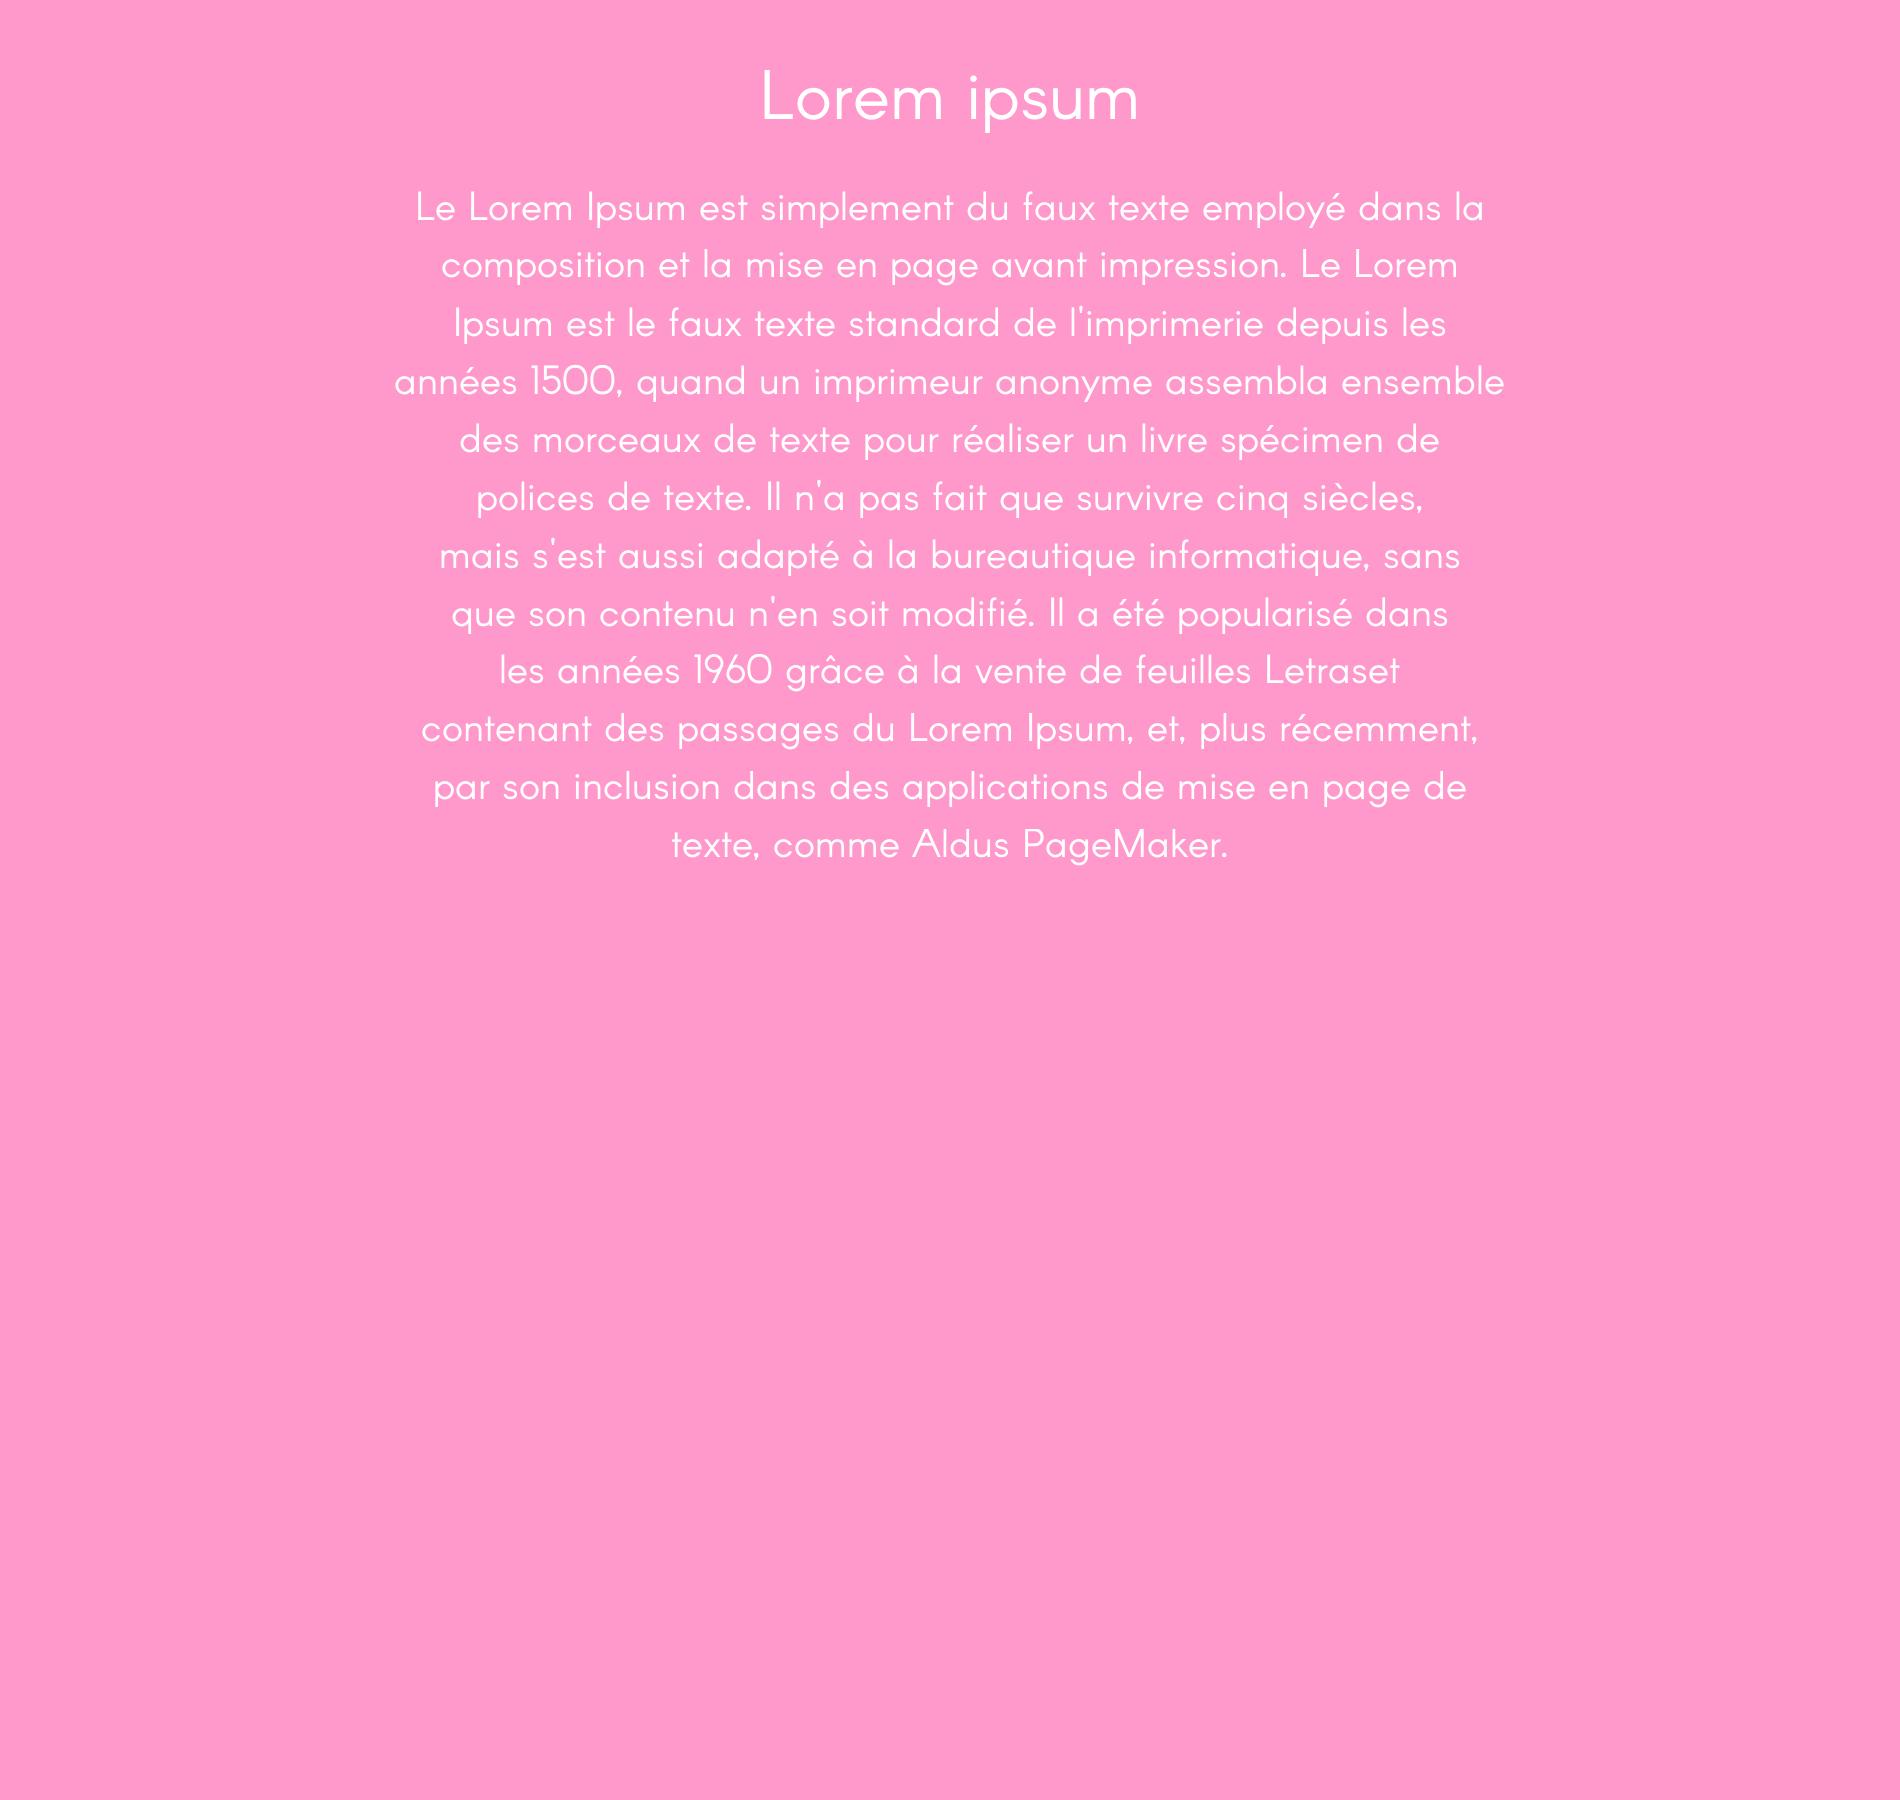 Lorem ipsum
Le Lorem Ipsum est simplement du faux texte employé dans la
composition et la mise en page avant impression. Le Lorem
Ipsum est le faux texte standard de l'imprimerie depuis les
années 1500, quand un imprimeur anonyme assembla ensemble
des morceaux de texte pour réaliser un livre spécimen de
polices de texte. Il n'a pas fait que survivre cinq siècles,
mais s'est aussi adapté à la bureautique informatique, sans
que son contenu n'en soit modifié. Il a été popularisé dans
les années 1960 grâce à la vente de feuilles Letraset
contenant des passages du Lorem Ipsum, et, plus récemment,
par son inclusion dans des applications de mise en page de
texte, comme Aldus PageMaker.